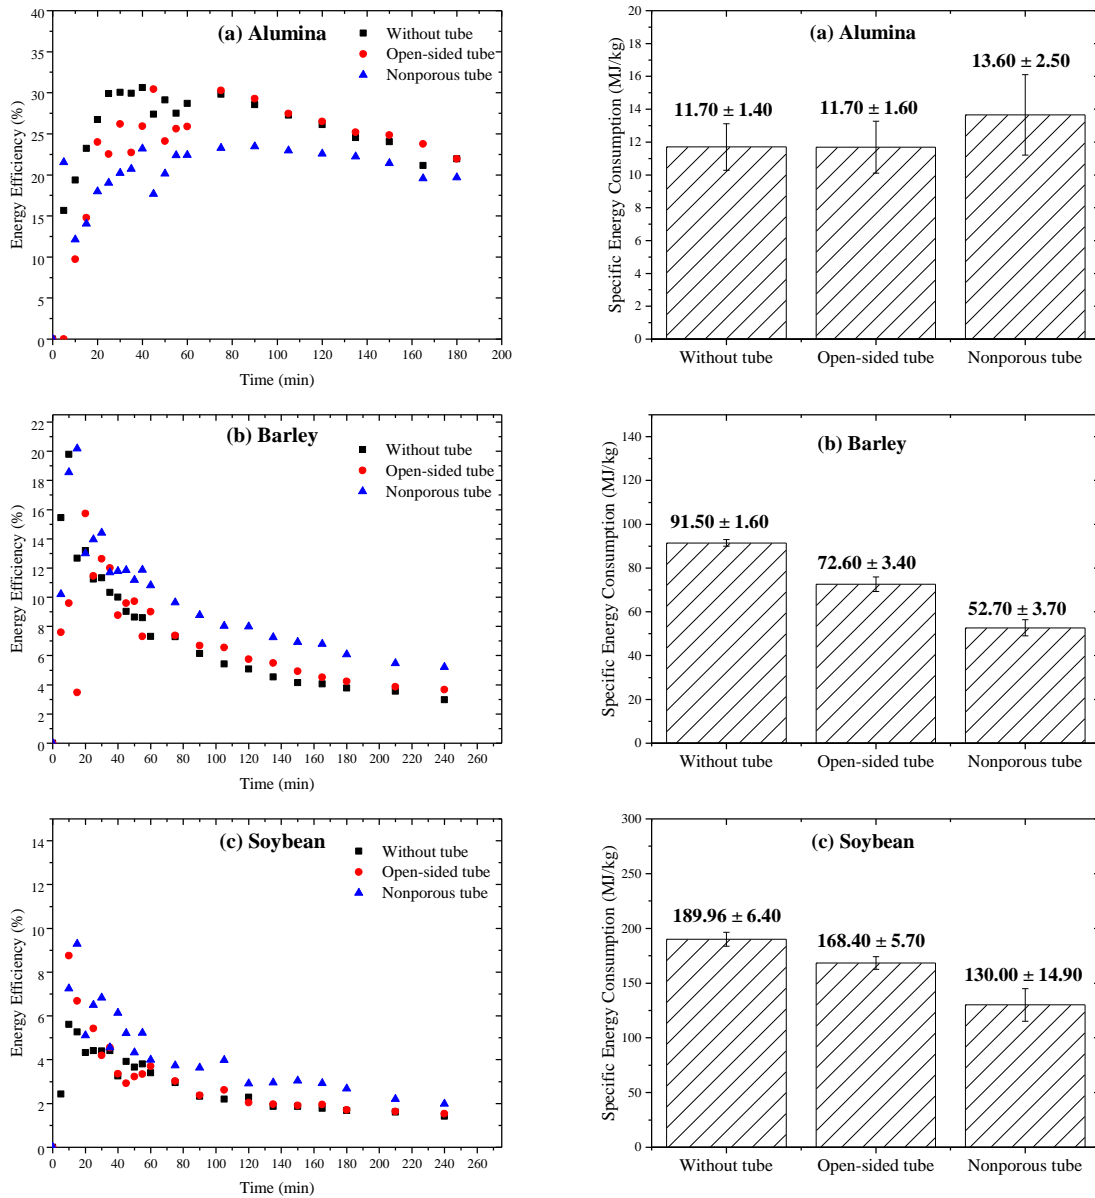 (a) Alumina
Without tube
Open-sided tube
Nonporous tube
Energy Efficiency (%)
40
35
30
25
20
15
10
5
0
0 20 40 60 80 100 120 140 160 180 200
Time (min)
(a) Alumina
Specific Energy Consumption (MJ/kg)
20
18
16
14
12
10
8
6
4
2
0
11.70 ± 1.40
11.70 ± 1.60
13.60 ± 2.50
Without tube Open-sided tube Nonporous tube
(b) Barley
Without tube
Open-sided tube
Nonporous tube
Energy Efficiency (%)
22
20
18
16
14
12
10
8
6
4
2
0
0 20 40 60 80 100 120 140 160 180 200 220 240 260
Time (min)
(b) Barley
Specific Energy Consumption (MJ/kg)
140
120
100
80
60
40
20
0
91.50 ± 1.60
72.60 ± 3.40
52.70 ± 3.70
Without tube Open-sided tube Nonporous tube
(c) Soybean
Without tube
Open-sided tube
Nonporous tube
Energy Efficiency (%)
14
12
10
8
6
4
2
0
0 20 40 60 80 100 120 140 160 180 200 220 240 260
Time (min)
(c) Soybean
Specific Energy Consumption (MJ/kg)
300
250
200
150
100
50
0
189.96 ± 6.40
168.40 ± 5.70
130.00 ± 14.90
Without tube Open-sided tube Nonporous tube